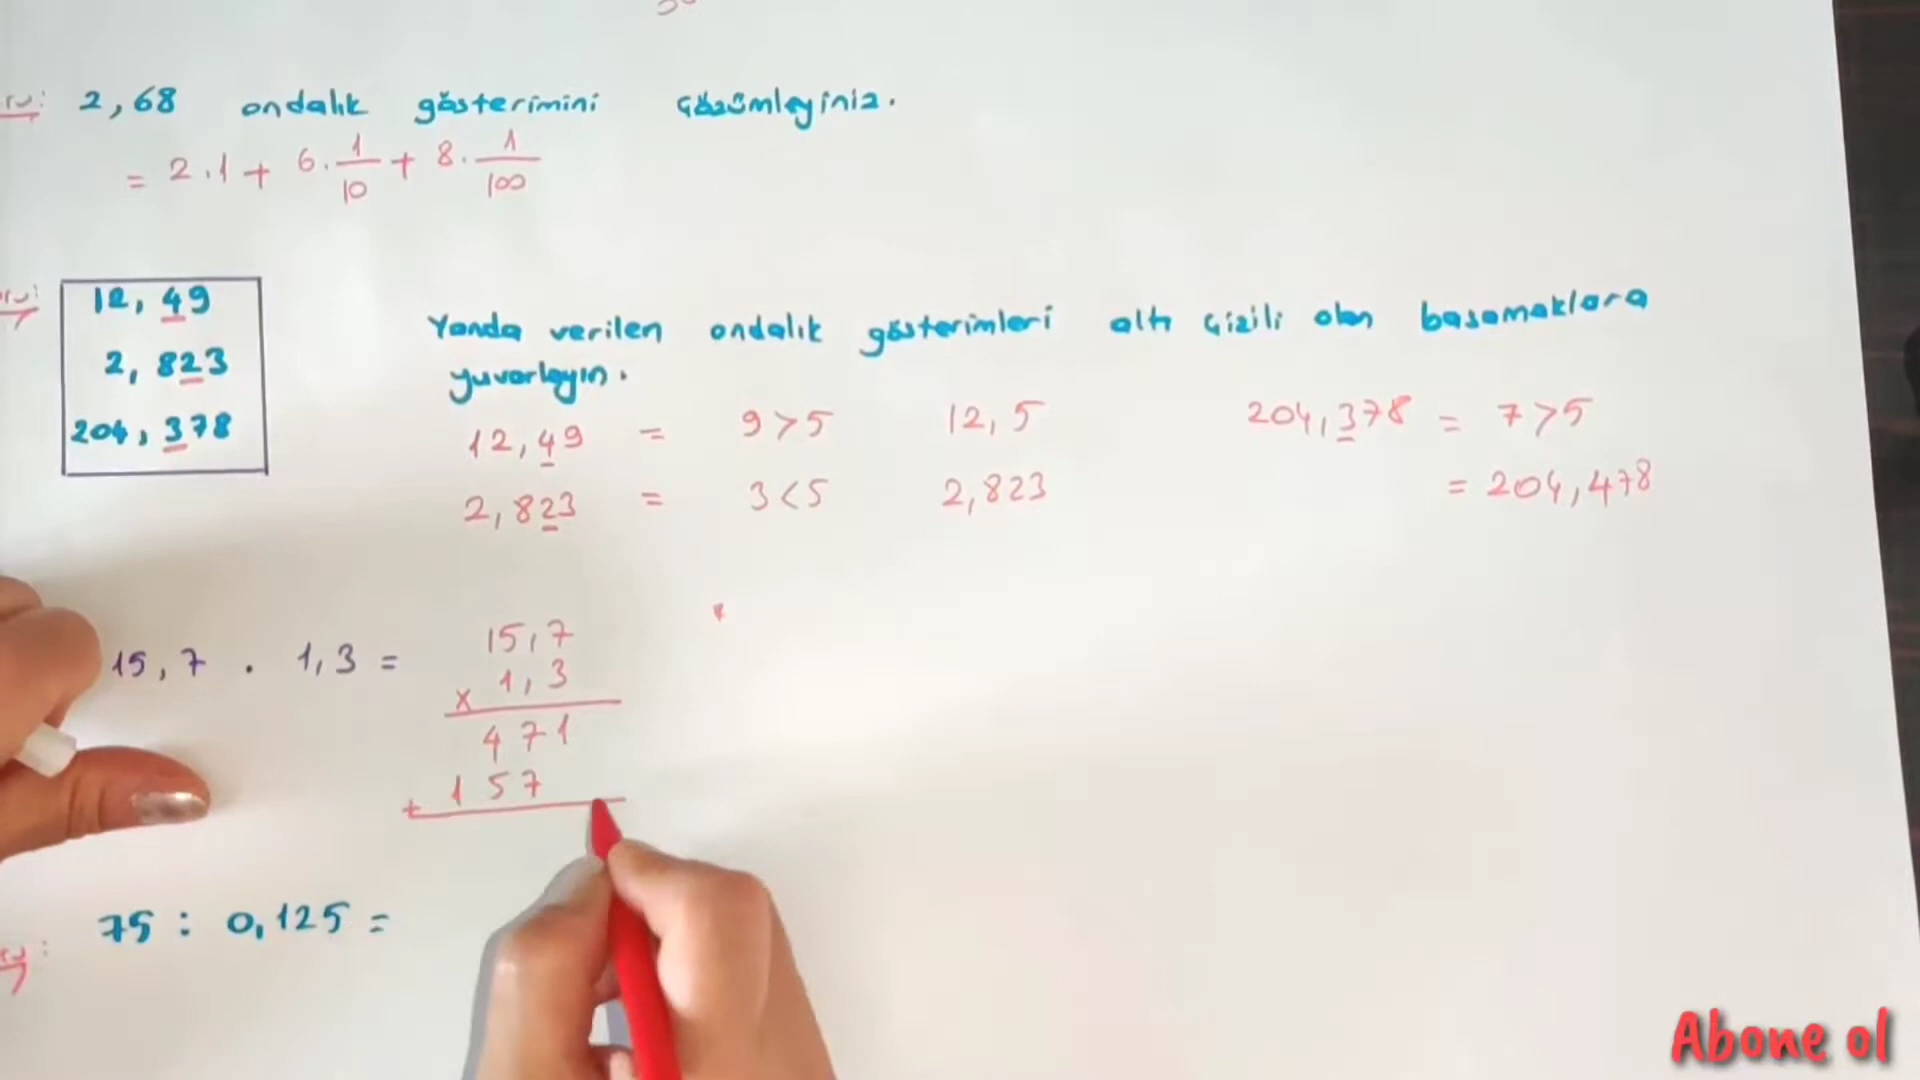 2,68 ondalık gösterimini çözümleyiniz.
= 2.1 + 6. 1/10 + 8. 1/100
12,49
2,823
204,378
Yanda verilen ondalık gösterimleri altı çizili olan basamaklara
yuvarlayın.
12,49 = 9>5 12,5
2,823 = 3<5 2,823
204,378 = 7>5
= 204,478
15,7 . 1,3 =
15,7
x 1,3
471
+ 157
75 : 0,125 =
Abone ol